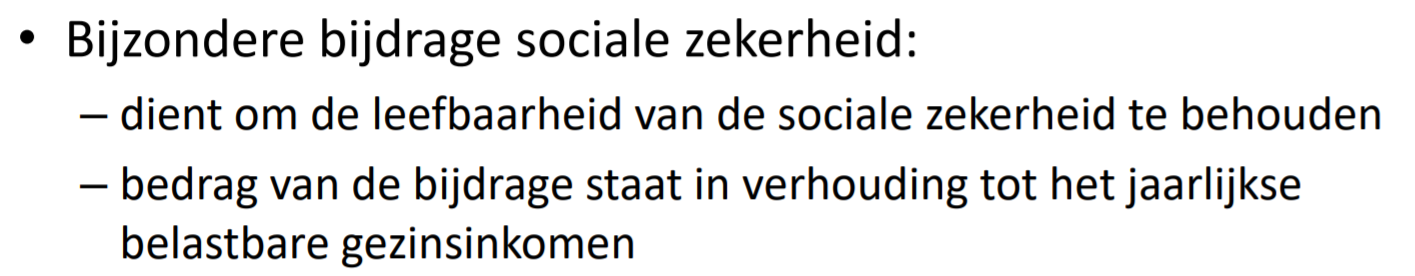 • Bijzondere bijdrage sociale zekerheid:
– dient om de leefbaarheid van de sociale zekerheid te behouden
– bedrag van de bijdrage staat in verhouding tot het jaarlijkse
belastbare gezinsinkomen